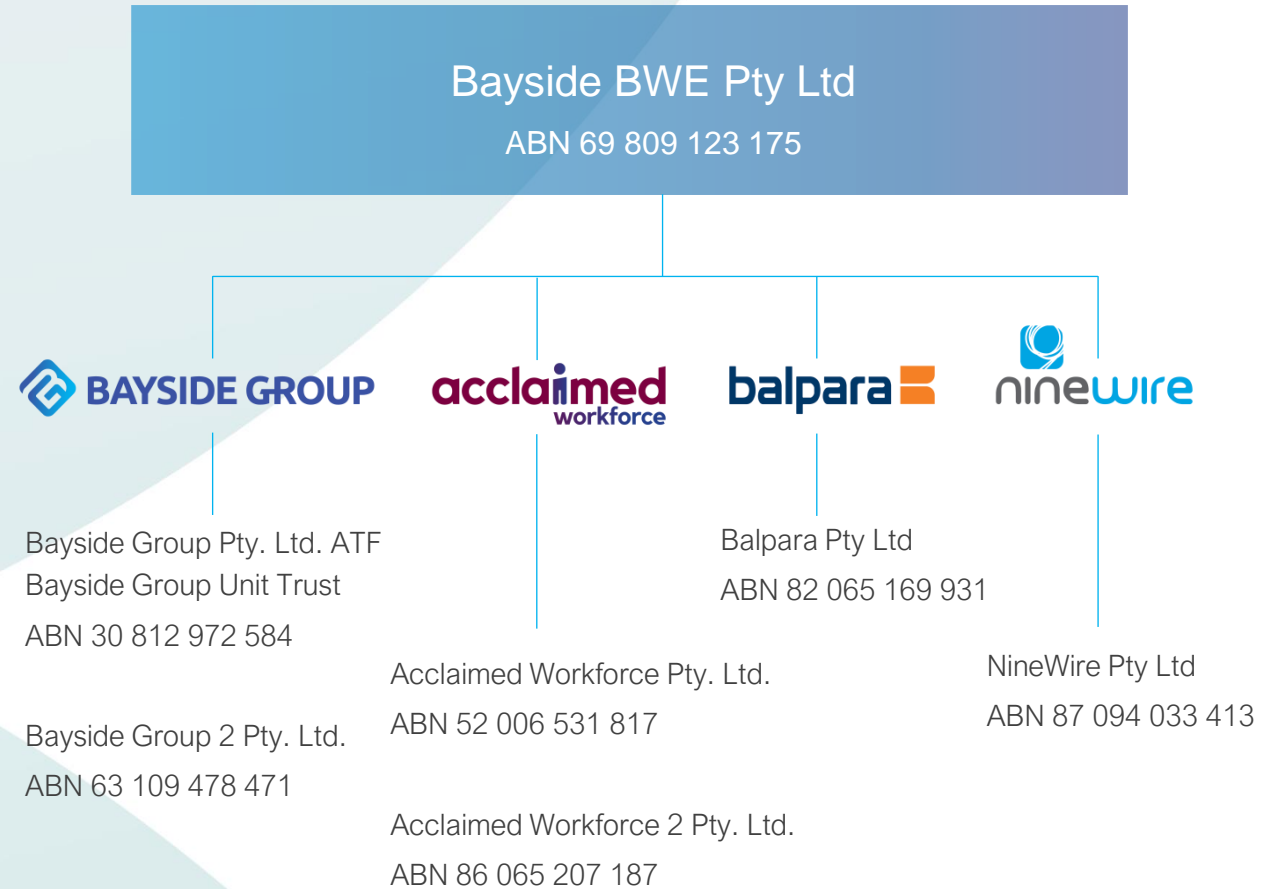 Bayside BWE Pty Ltd
ABN 69 809 123 175
BAYSIDE GROUP
acclaimed
workforce
balpara
ninewire
Bayside Group Pty. Ltd. ATF
Bayside Group Unit Trust
ABN 30 812 972 584
Bayside Group 2 Pty. Ltd.
ABN 63 109 478 471
Acclaimed Workforce Pty. Ltd.
ABN 52 006 531 817
Acclaimed Workforce 2 Pty. Ltd.
ABN 86 065 207 187
Balpara Pty Ltd
ABN 82 065 169 931
NineWire Pty Ltd
ABN 87 094 033 413